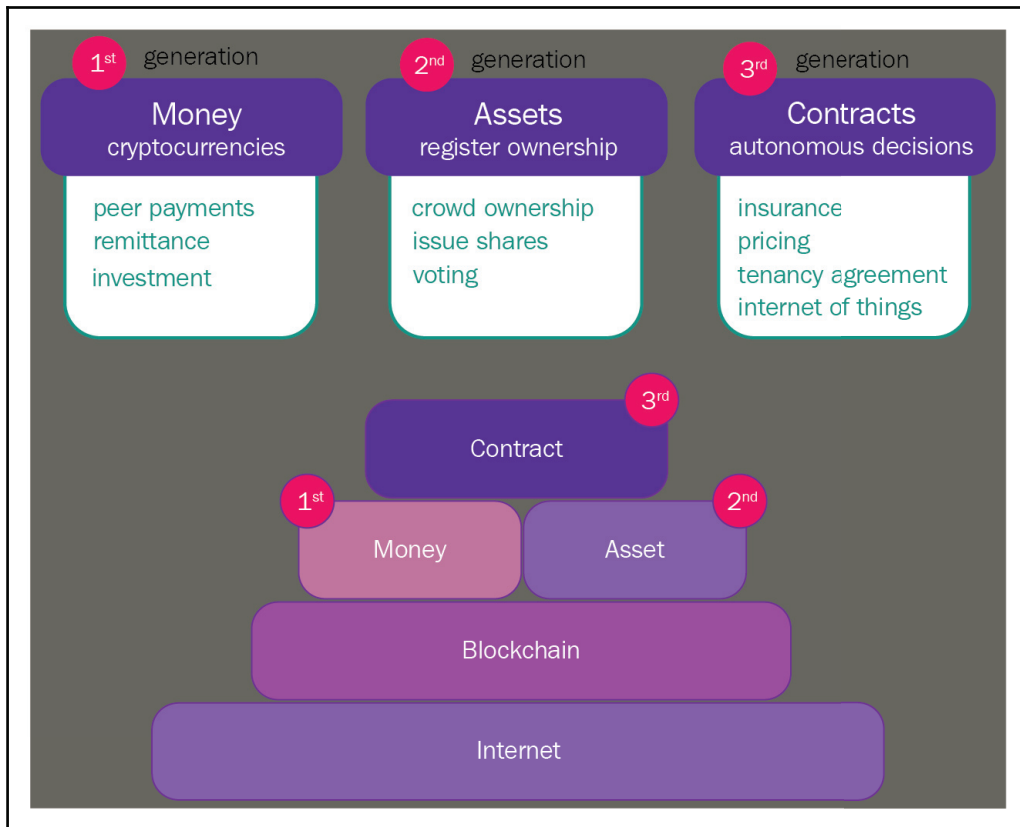 1st generation
Money
cryptocurrencies
peer payments
remittance
investment
2nd generation
Assets
register ownership
crowd ownership
issue shares
voting
3rd generation
Contracts
autonomous decisions
insurance
pricing
tenancy agreement
internet of things
3rd
Contract
1st
Money
2nd
Asset
Blockchain
Internet